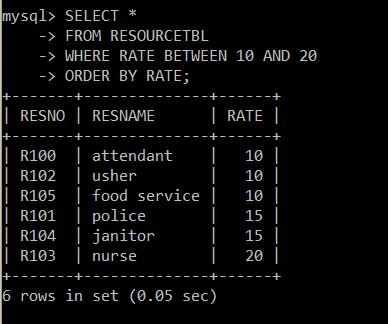 mysql> SELECT *
    -> FROM RESOURCETBL
    -> WHERE RATE BETWEEN 10 AND 20
    -> ORDER BY RATE;
+-------+--------------+------+
| RESNO | RESNAME      | RATE |
+-------+--------------+------+
| R100  | attendant    |   10 |
| R102  | usher        |   10 |
| R105  | food service |   10 |
| R101  | police       |   15 |
| R104  | janitor      |   15 |
| R103  | nurse        |   20 |
+-------+--------------+------+
6 rows in set (0.05 sec)